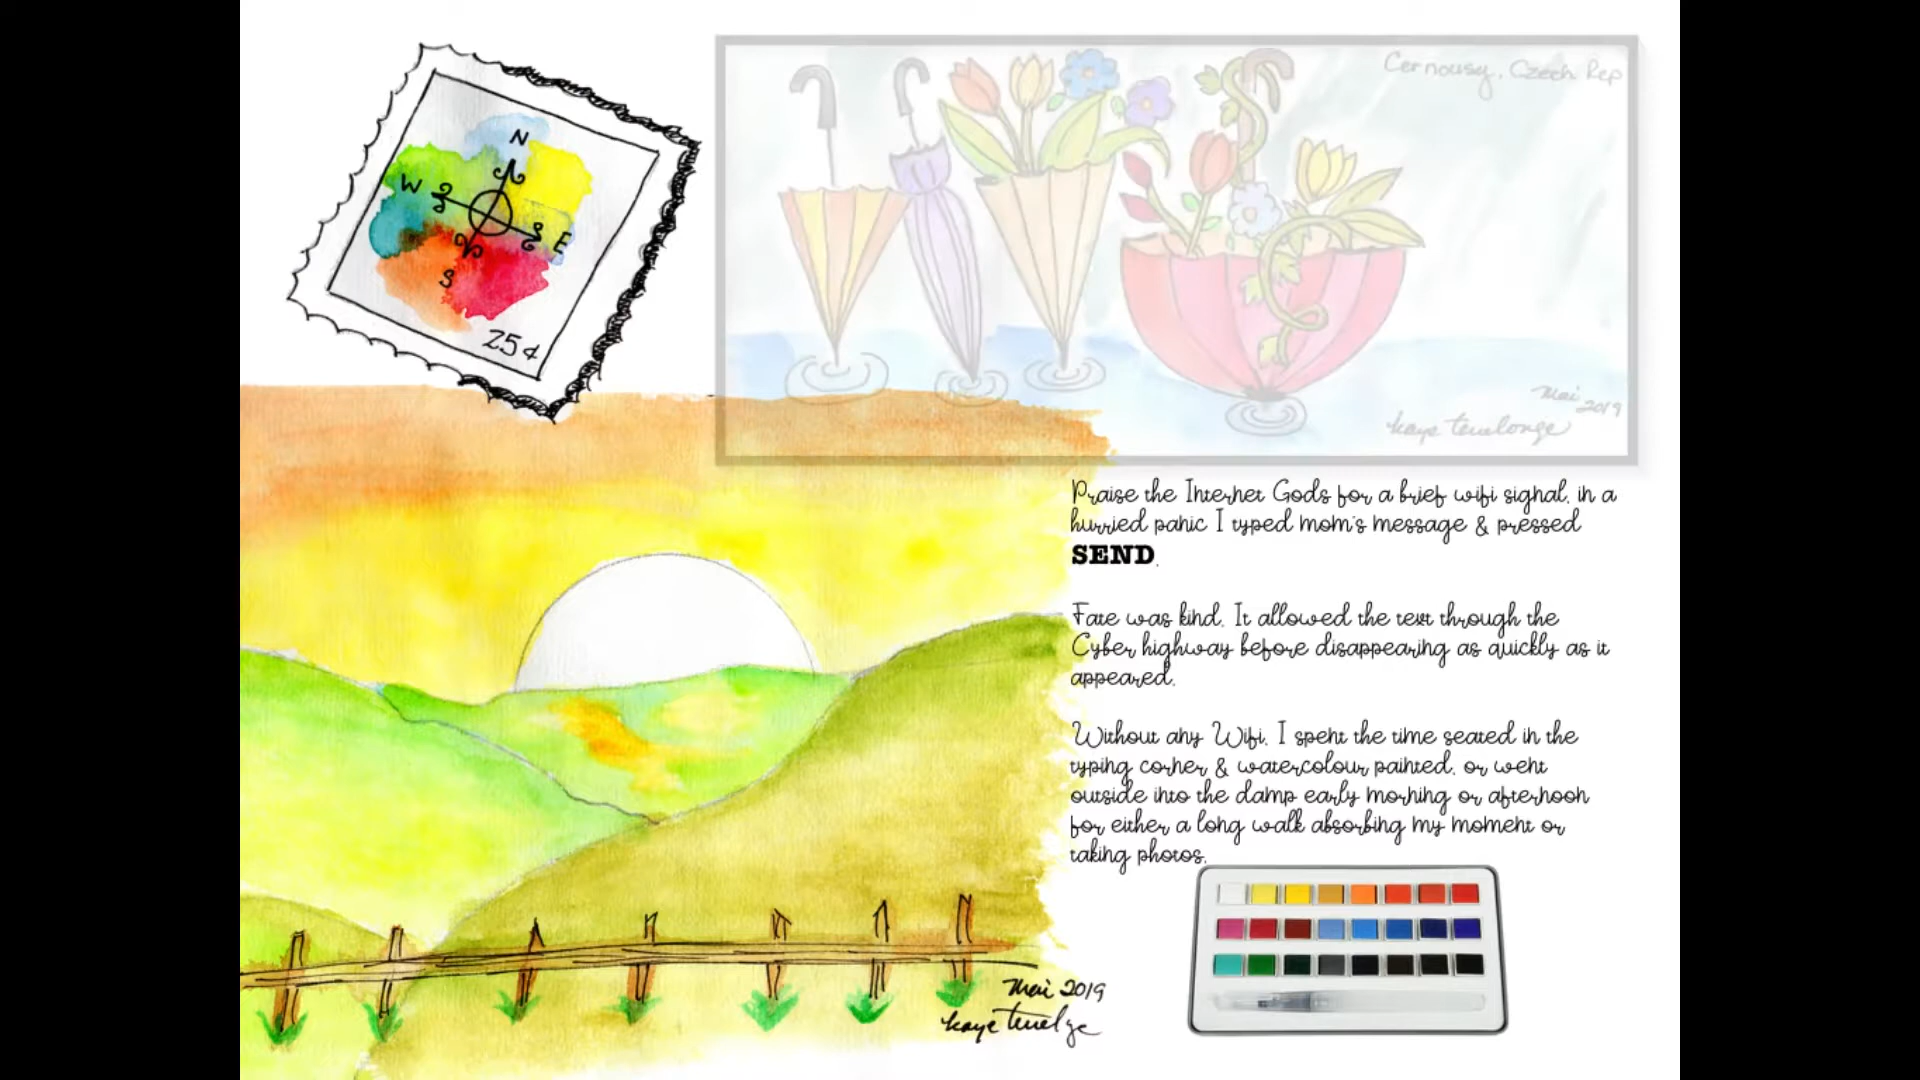 N
W
E
S
25¢
Cernousy, Czech Rep
Mai
2019
Praise the Internet Gods for a brief wifi signal, in a
hurried panic I typed mom's message & pressed
SEND.
Fate was kind. It allowed the text through the
Cyber highway before disappearing as quickly as it
appeared.
Without any Wifi, I spent the time seated in the
typing corner & watercolour painted, or went
outside into the damp early morning or afternoon
for either a long walk absorbing my moment or
taking photos.
Mai 2019
kaye